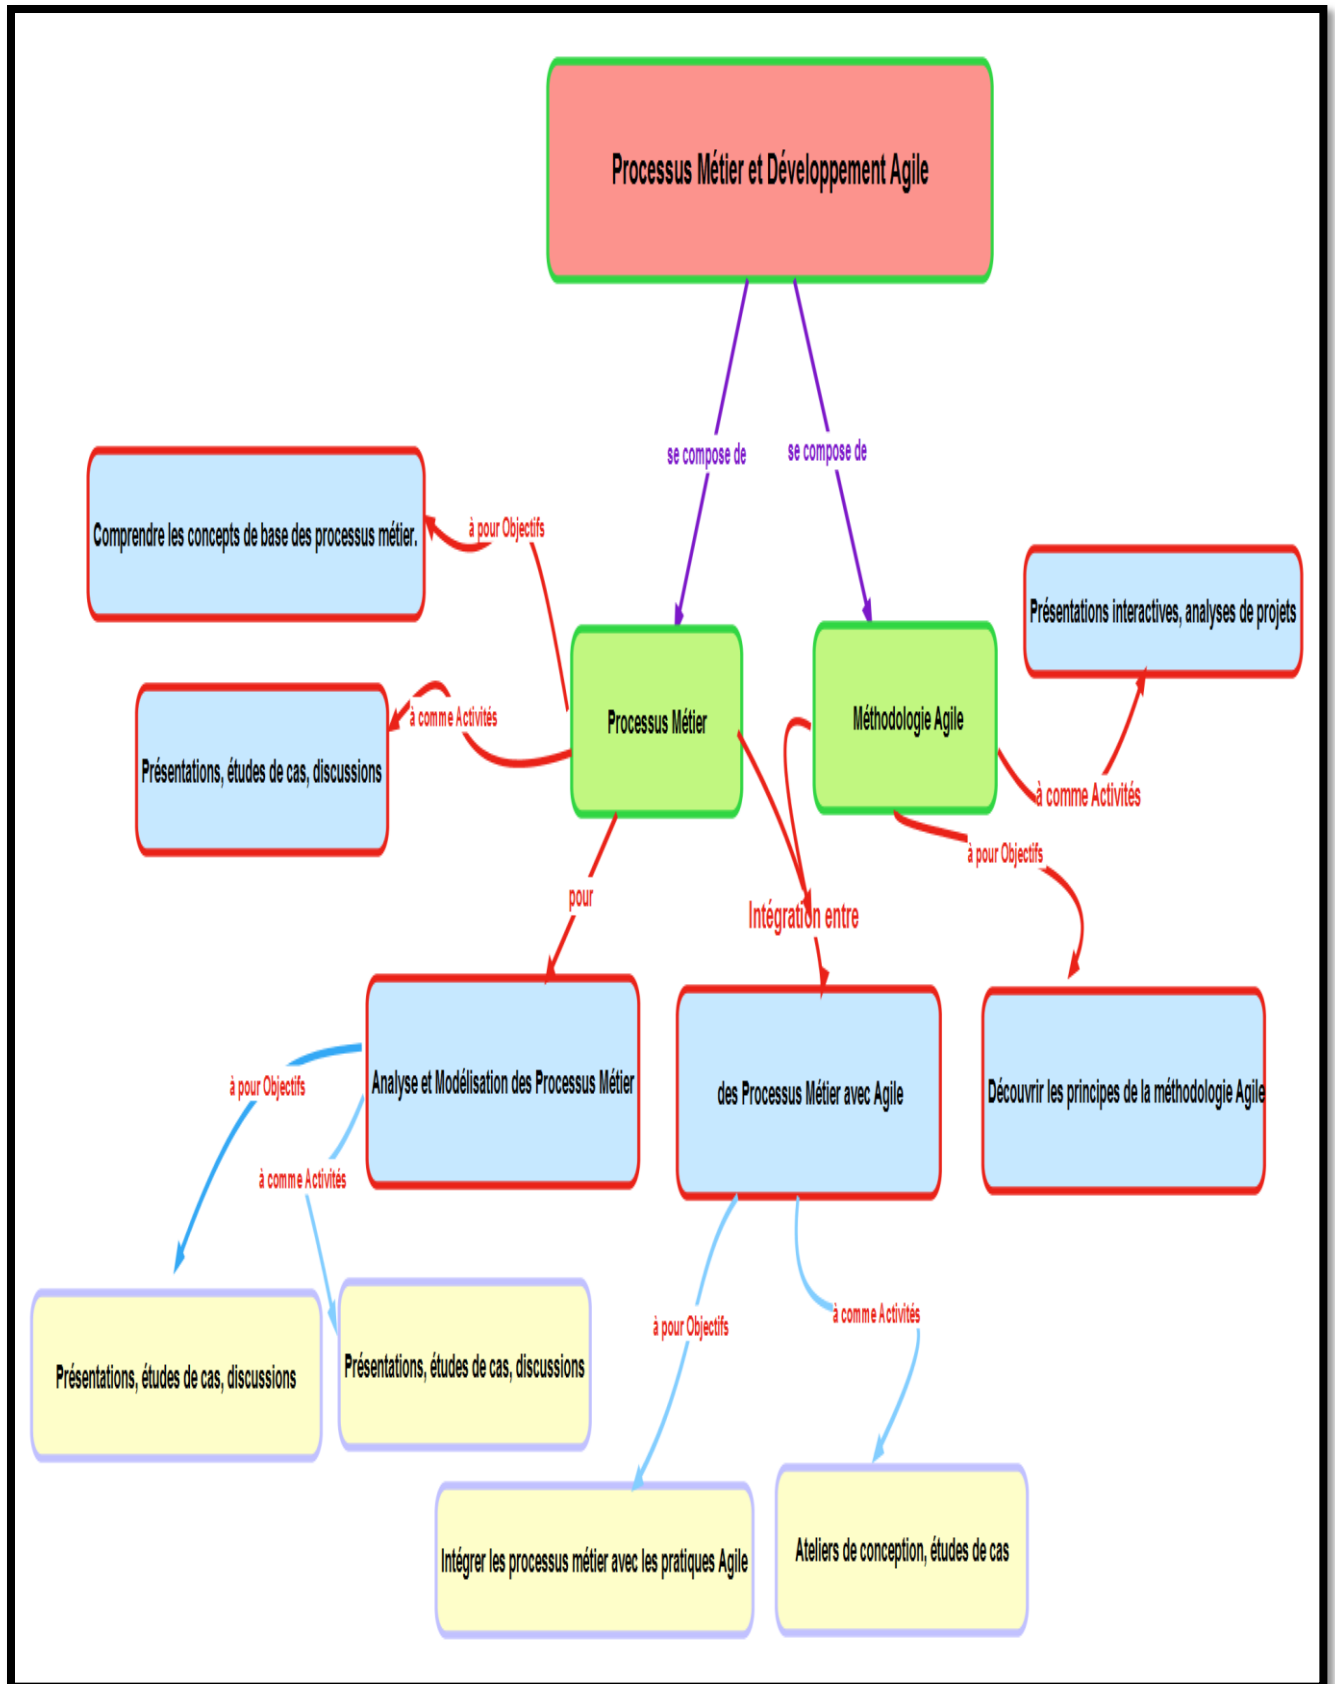 Processus Métier et Développement Agile
se compose de
se compose de
Comprendre les concepts de base des processus métier.
à pour Objectifs
Présentations interactives, analyses de projets
Processus Métier
Méthodologie Agile
à comme Activités
Présentations, études de cas, discussions
à comme Activités
à pour Objectifs
pour
Intégration entre
Analyse et Modélisation des Processus Métier
des Processus Métier avec Agile
Découvrir les principes de la méthodologie Agile
à pour Objectifs
à comme Activités
à pour Objectifs
à comme Activités
Présentations, études de cas, discussions
Présentations, études de cas, discussions
Intégrer les processus métier avec les pratiques Agile
Ateliers de conception, études de cas